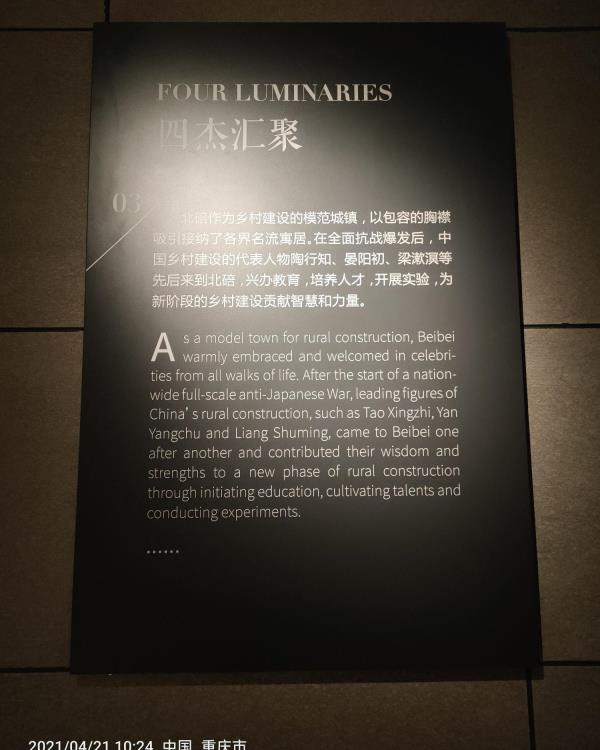 FOUR LUMINARIES
四杰汇聚
03
北碚作为乡村建设的模范城镇，以包容的胸襟
吸引接纳了各界名流寓居。在全面抗战爆发后，中
国乡村建设的代表人物陶行知、晏阳初、梁漱溟等
先后来到北碚，兴办教育，培养人才，开展实验，为
新阶段的乡村建设贡献智慧和力量。
As a model town for rural construction, Beibei
warmly embraced and welcomed in celebri-
ties from all walks of life. After the start of a nation-
wide full-scale anti-Japanese War, leading figures of
China's rural construction, such as Tao Xingzhi, Yan
Yangchu and Liang Shuming, came to Beibei one
after another and contributed their wisdom and
strengths to a new phase of rural construction
through initiating education, cultivating talents and
conducting experiments.
......
2021/04/21 10:24 中国 重庆市